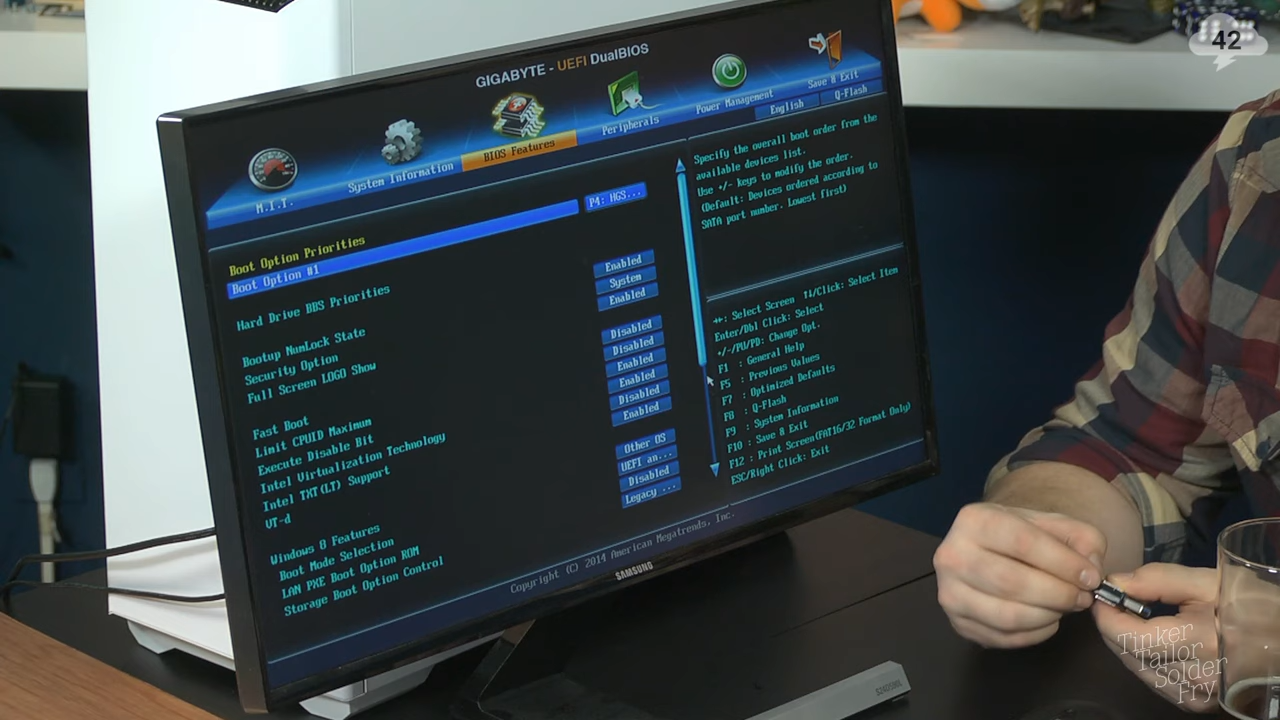 42
GIGABYTE - UEFI DualBIOS
M.I.T.
System Information
BIOS Features
Peripherals
Power Management
Save & Exit
English
Q-Flash
Boot Option Priorities
Boot Option #1
P4: HGS...
Hard Drive BBS Priorities
Bootup NumLock State
Enabled
Security Option
System
Full Screen LOGO Show
Enabled
Fast Boot
Disabled
Limit CPUID Maximum
Disabled
Execute Disable Bit
Enabled
Intel Virtualization Technology
Enabled
Intel TXT(LT) Support
Disabled
VT-d
Enabled
Windows 8 Features
Other OS
Boot Mode Selection
UEFI an...
LAN PXE Boot Option ROM
Disabled
Storage Boot Option Control
Legacy ...
Specify the overall boot order from the
available devices list.
Use +/- keys to modify the order.
(Default: Devices ordered according to
SATA port number. Lowest first)
→←: Select Screen ↑↓/Click: Select Item
Enter/Dbl Click: Select
+/-/PU/PD: Change Opt.
F1 : General Help
F5 : Previous Values
F7 : Optimized Defaults
F8 : Q-Flash
F9 : System Information
F10 : Save & Exit
F12 : Print Screen(FAT16/32 Format Only)
ESC/Right Click: Exit
Copyright (C) 2014 American Megatrends, Inc.
SAMSUNG
Tinker
Tailor
Solder
Fry